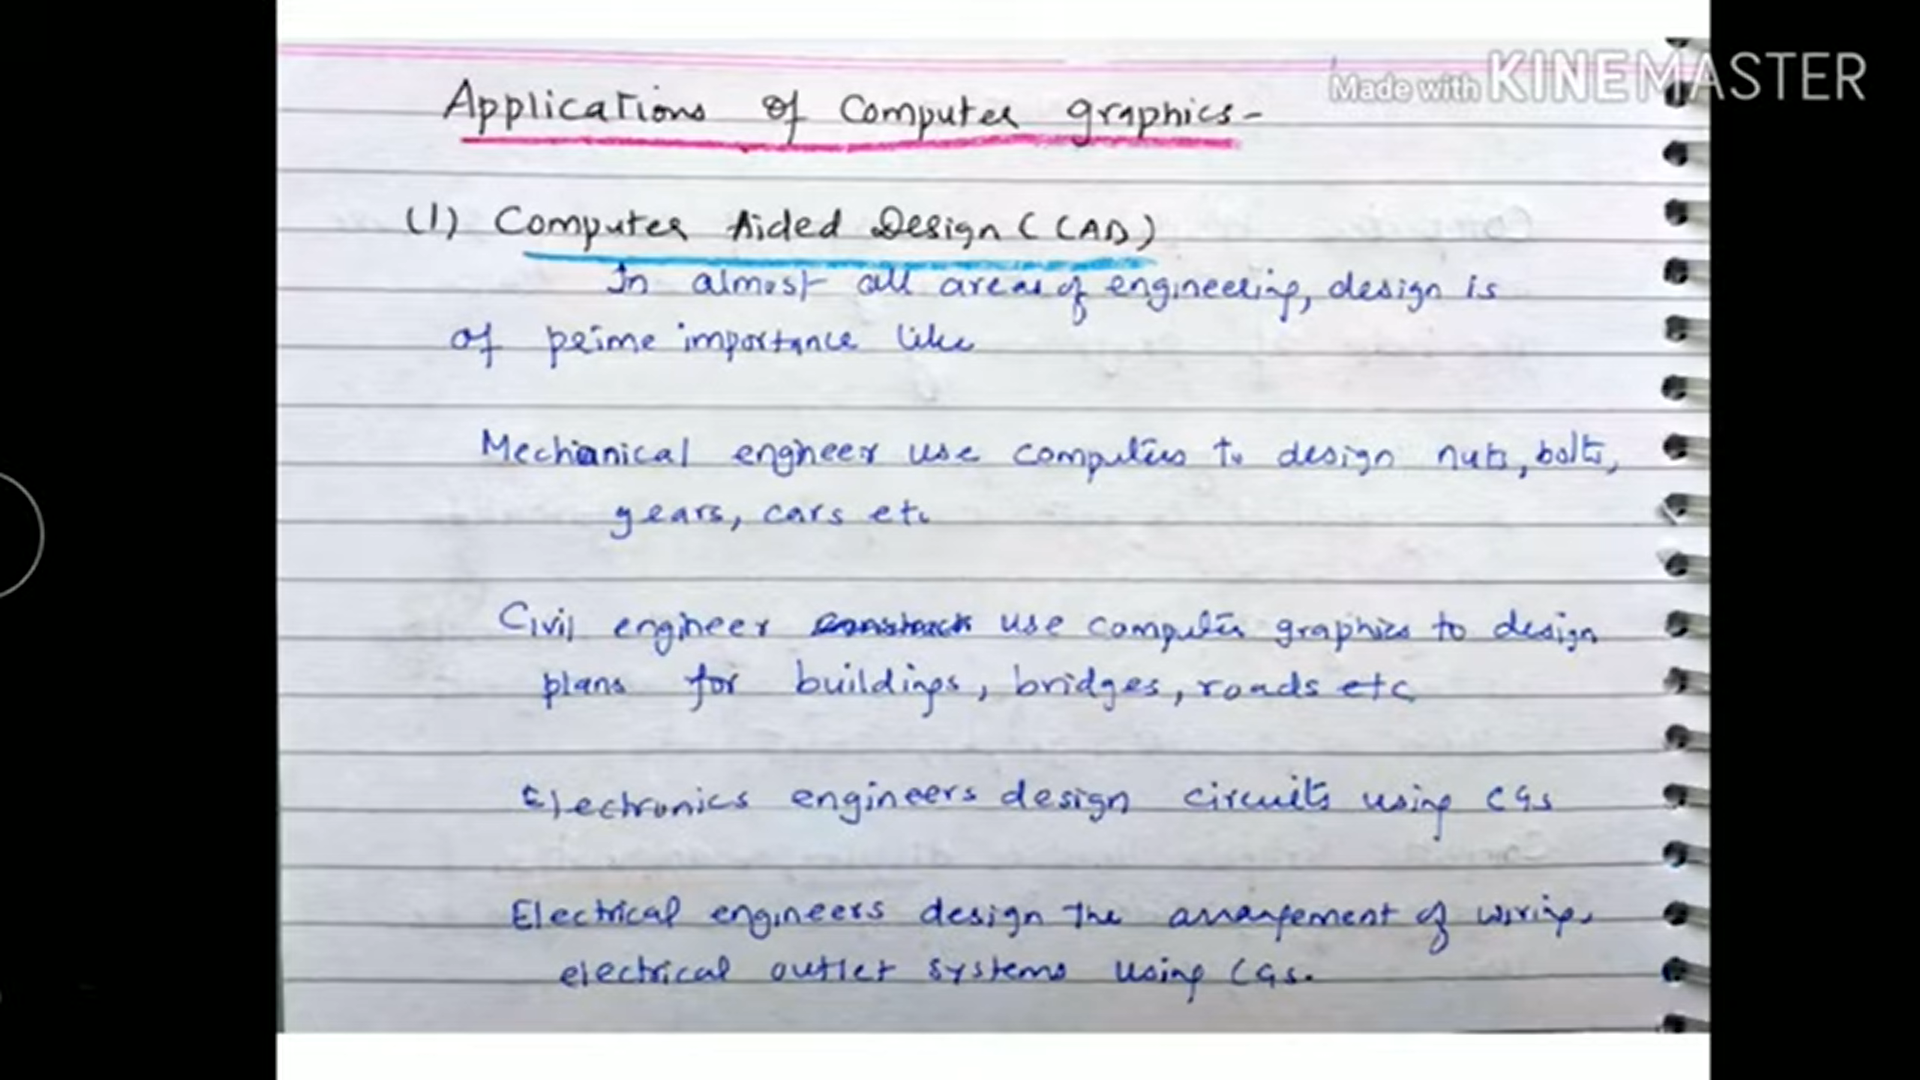 Made with KINEMASTER
Applications of Computer graphics-
(1) Computer Aided Design (CAD)
In almost all areas of engineering, design is
of prime importance like
Mechanical engineer use computers to design nuts, bolts,
gears, cars etc
Civil engineer use computer graphics to design
plans for buildings, bridges, roads etc
Electronics engineers design circuits using CGs
Electrical engineers design the arrangement of wiring,
electrical outlet systems using CGs.